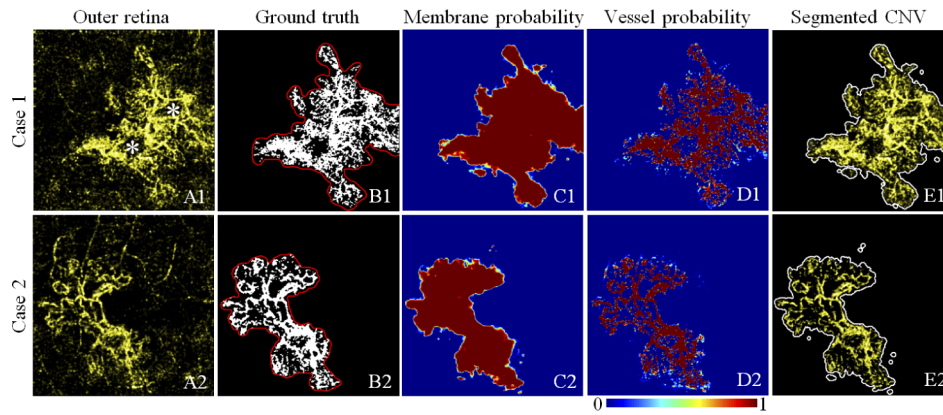 Outer retina Ground truth Membrane probability Vessel probability Segmented CNV
Case 1
* *
A1 B1 C1 D1 E1
Case 2
A2 B2 C2 D2 E2
0 1